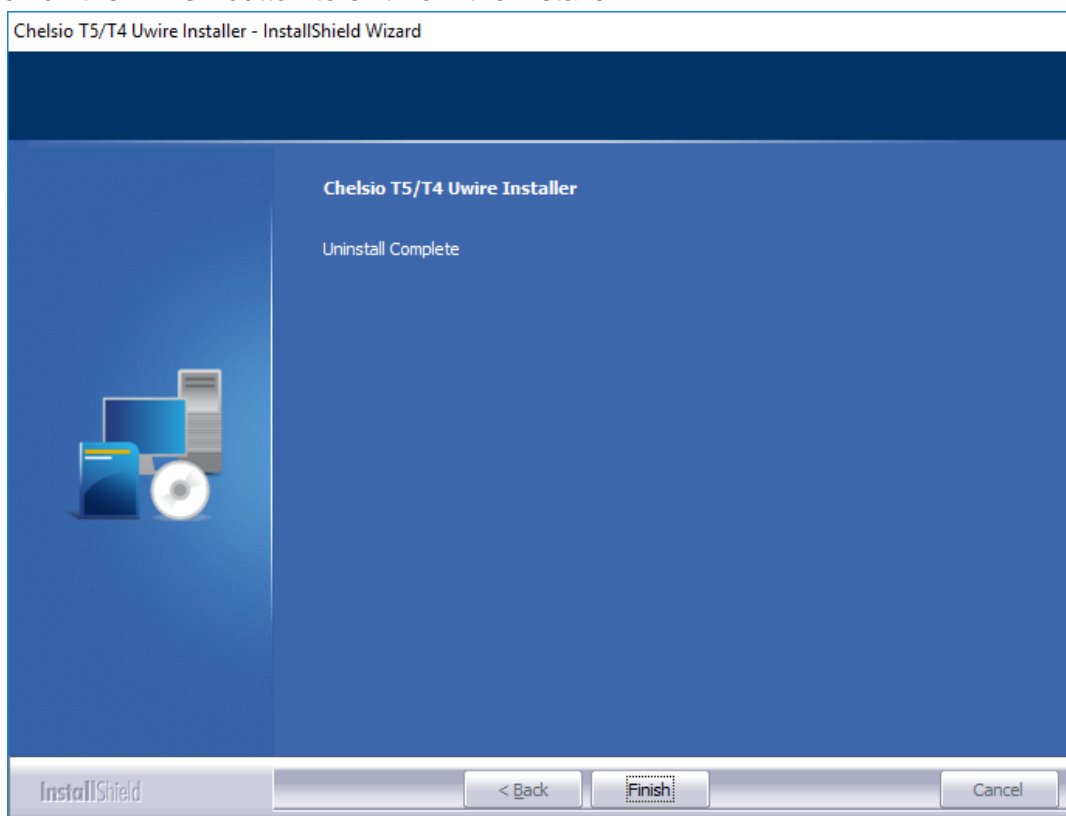 Chelsio T5/T4 Uwire Installer - InstallShield Wizard
Chelsio T5/T4 Uwire Installer
Uninstall Complete
InstallShield
< Back
Finish
Cancel